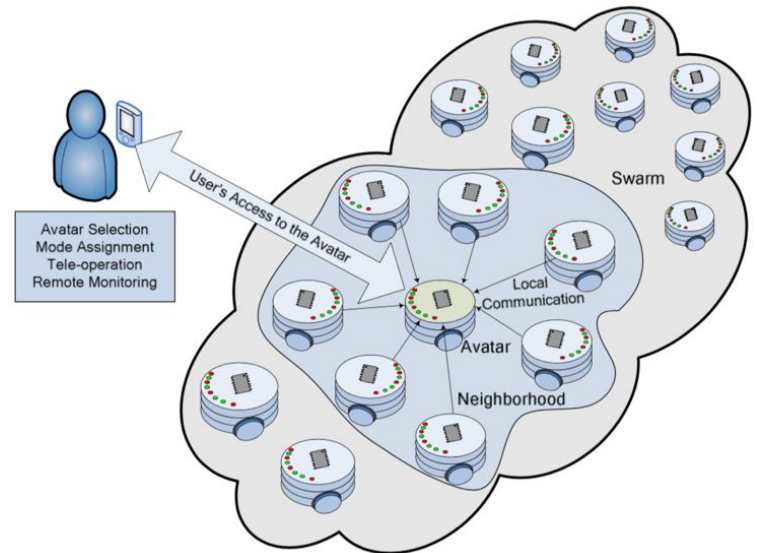 Swarm
User's Access to the Avatar
Avatar Selection
Mode Assignment
Tele-operation
Remote Monitoring
Local
Communication
Avatar
Neighborhood